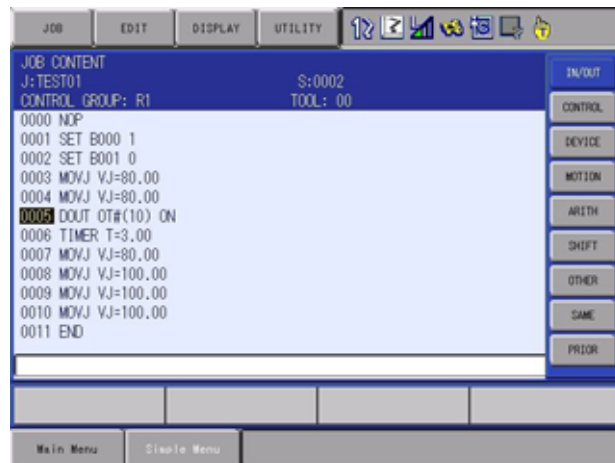 JOB EDIT DISPLAY UTILITY
JOB CONTENT
J:TEST01 S:0002
CONTROL GROUP: R1 TOOL: 00
0000 NOP
0001 SET B000 1
0002 SET B001 0
0003 MOVJ VJ=80.00
0004 MOVJ VJ=80.00
0005 DOUT OT#(10) ON
0006 TIMER T=3.00
0007 MOVJ VJ=80.00
0008 MOVJ VJ=100.00
0009 MOVJ VJ=100.00
0010 MOVJ VJ=100.00
0011 END
IN/OUT
CONTROL
DEVICE
MOTION
ARITH
SHIFT
OTHER
SAME
PRIOR
Main Menu Simple Menu